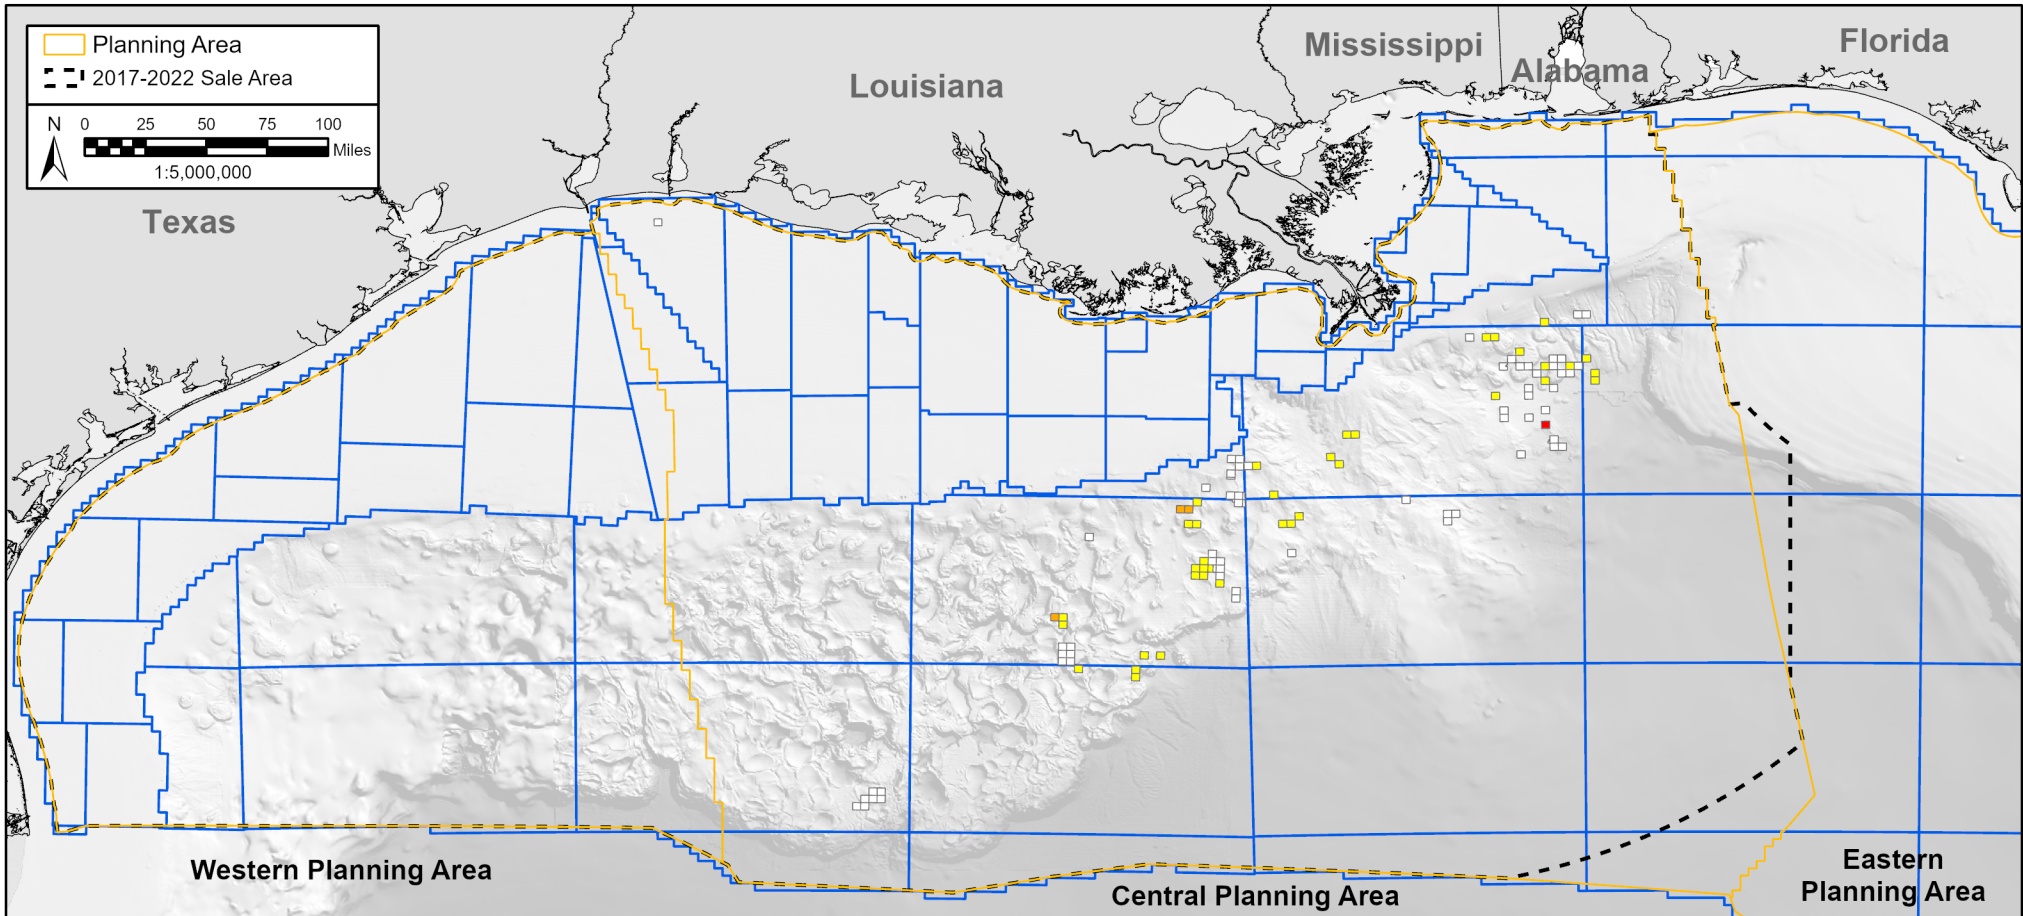 Planning Area
2017-2022 Sale Area
N 0 25 50 75 100
Miles
1:5,000,000
Texas
Louisiana
Mississippi
Alabama
Florida
Western Planning Area
Central Planning Area
Eastern
Planning Area